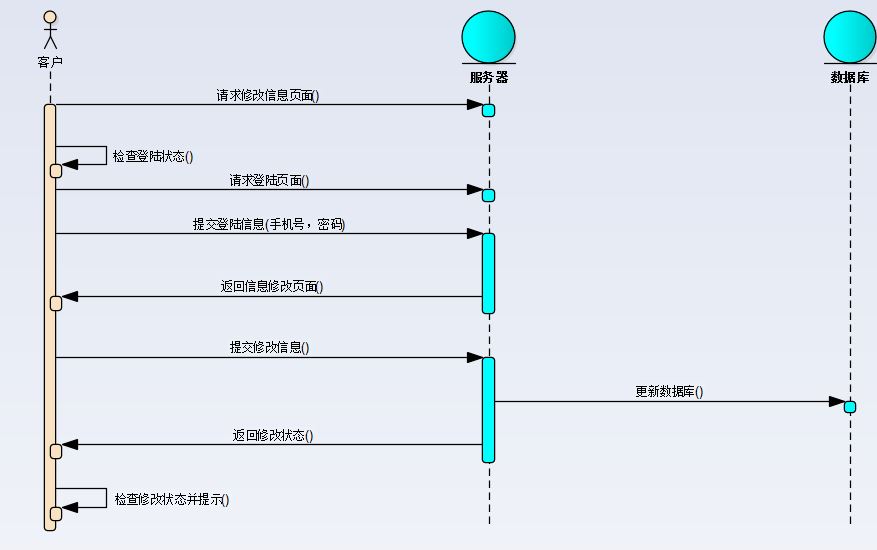 客户
服务器
数据库
请求修改信息页面()
检查登陆状态()
请求登陆页面()
提交登陆信息(手机号，密码)
返回信息修改页面()
提交修改信息()
更新数据库()
返回修改状态()
检查修改状态并提示()